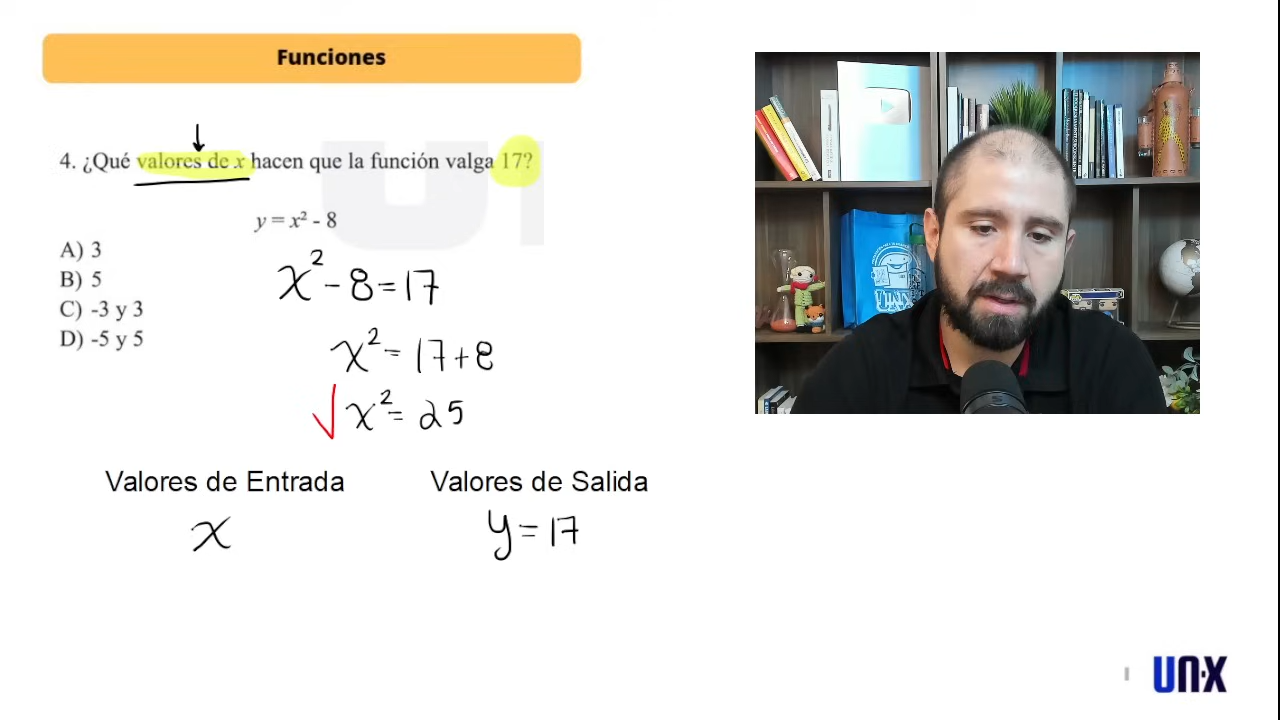 Funciones
4. ¿Qué valores de x hacen que la función valga 17?
y = x² - 8
A) 3
B) 5
C) -3 y 3
D) -5 y 5
x² - 8 = 17
x² = 17 + 8
√x² = 25
Valores de Entrada
Valores de Salida
x
y = 17
UNX